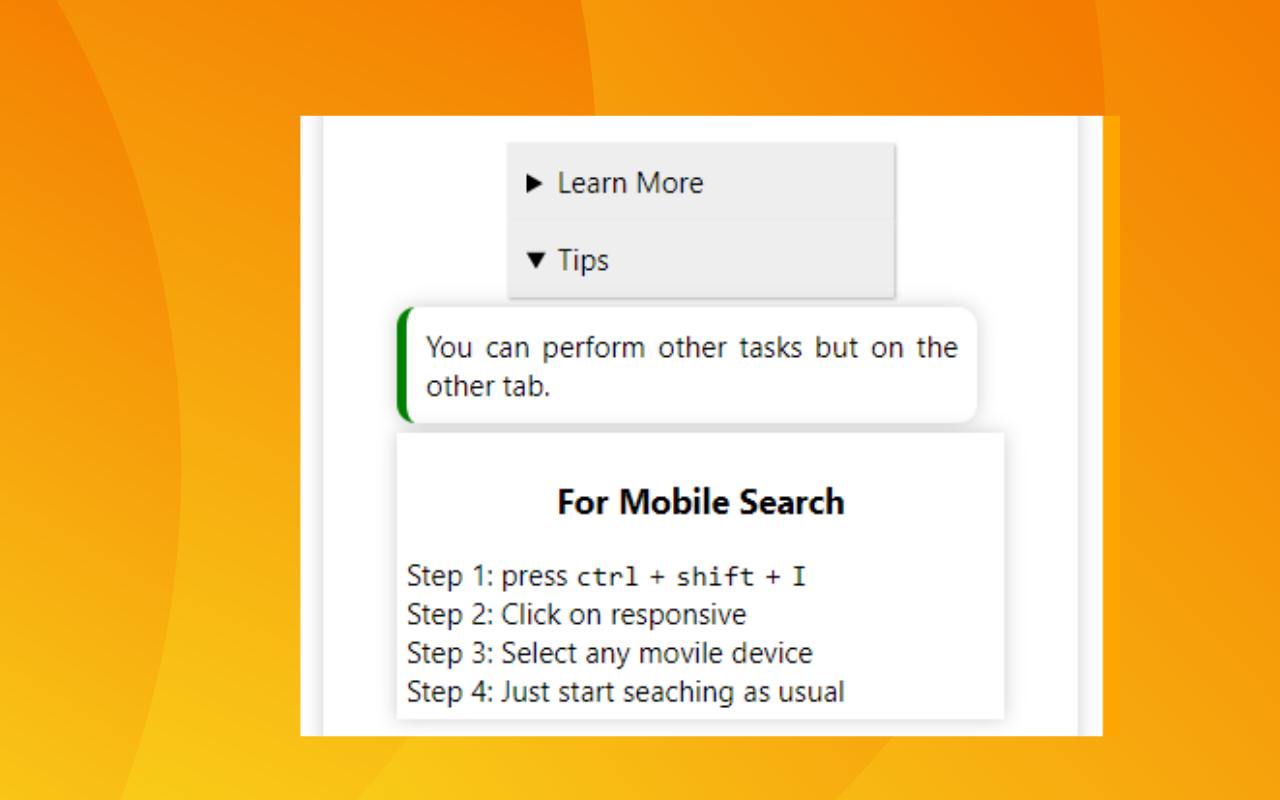 Learn More
Tips
You can perform other tasks but on the
other tab.
For Mobile Search
Step 1: press ctrl + shift + I
Step 2: Click on responsive
Step 3: Select any movile device
Step 4: Just start seaching as usual